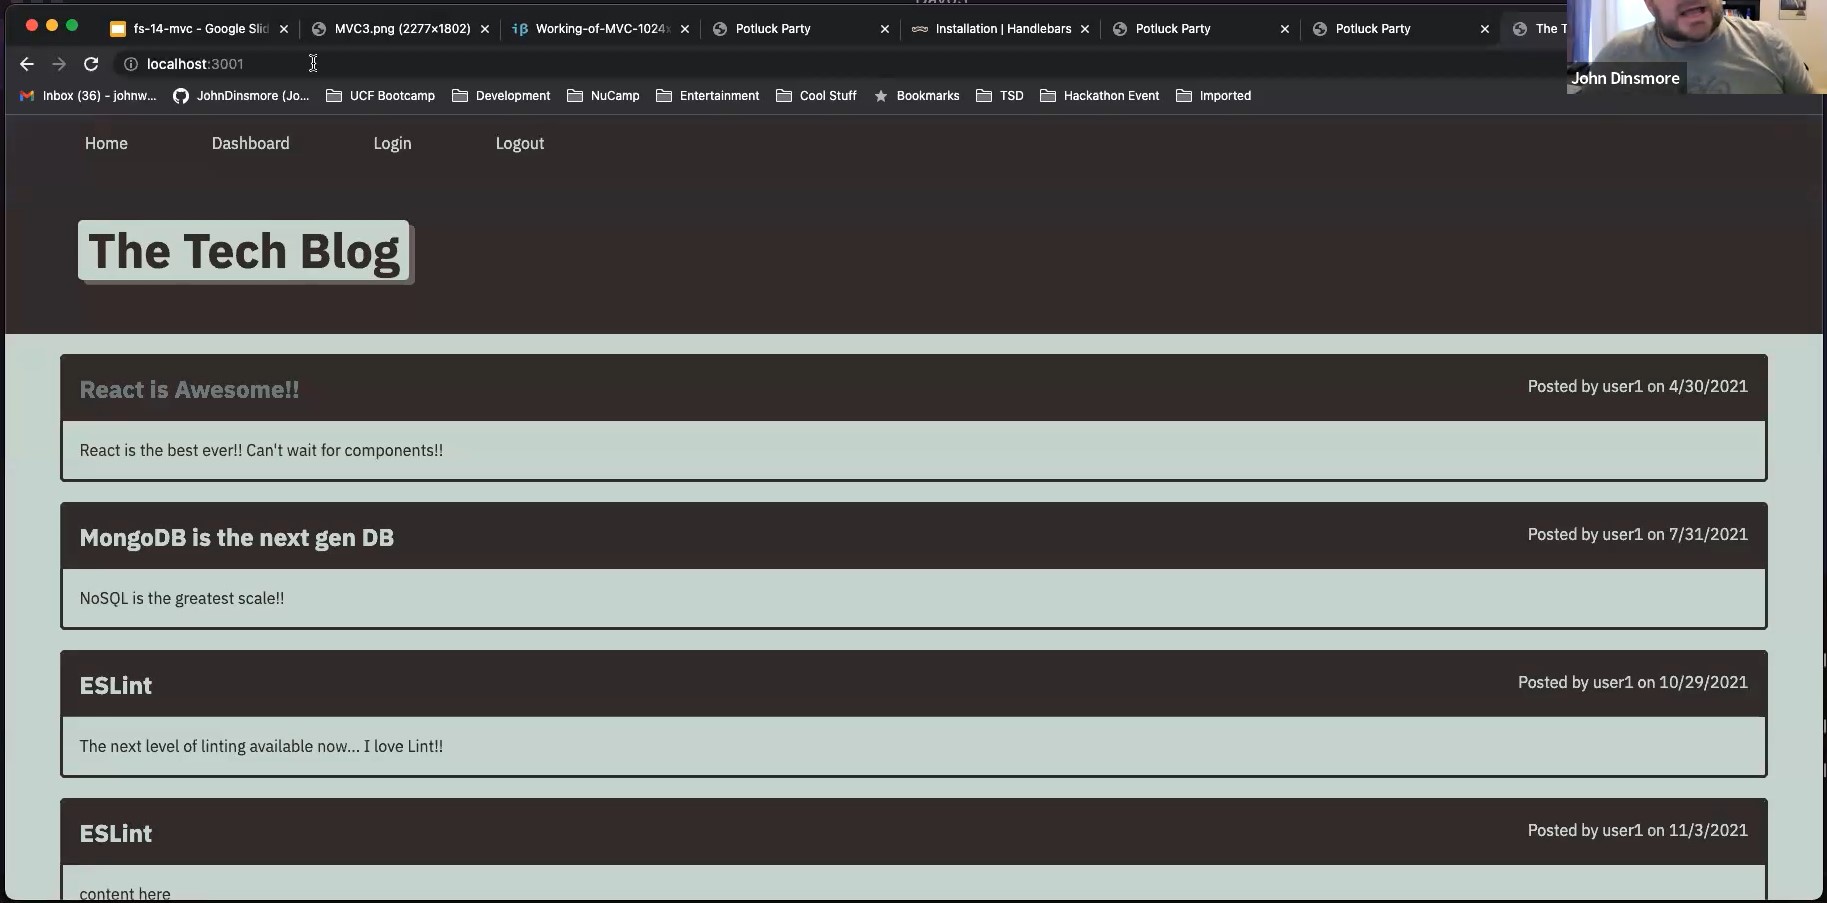 fs-14-mvc - Google Slid
MVC3.png (2277×1802)
Working-of-MVC-1024x
Potluck Party
Installation | Handlebars
Potluck Party
Potluck Party
The T
localhost:3001
John Dinsmore
Inbox (36) - johnw...
JohnDinsmore (Jo...
UCF Bootcamp
Development
NuCamp
Entertainment
Cool Stuff
Bookmarks
TSD
Hackathon Event
Imported
Home
Dashboard
Login
Logout
The Tech Blog
React is Awesome!!
Posted by user1 on 4/30/2021
React is the best ever!! Can't wait for components!!
MongoDB is the next gen DB
Posted by user1 on 7/31/2021
NoSQL is the greatest scale!!
ESLint
Posted by user1 on 10/29/2021
The next level of linting available now... I love Lint!!
ESLint
Posted by user1 on 11/3/2021
content here